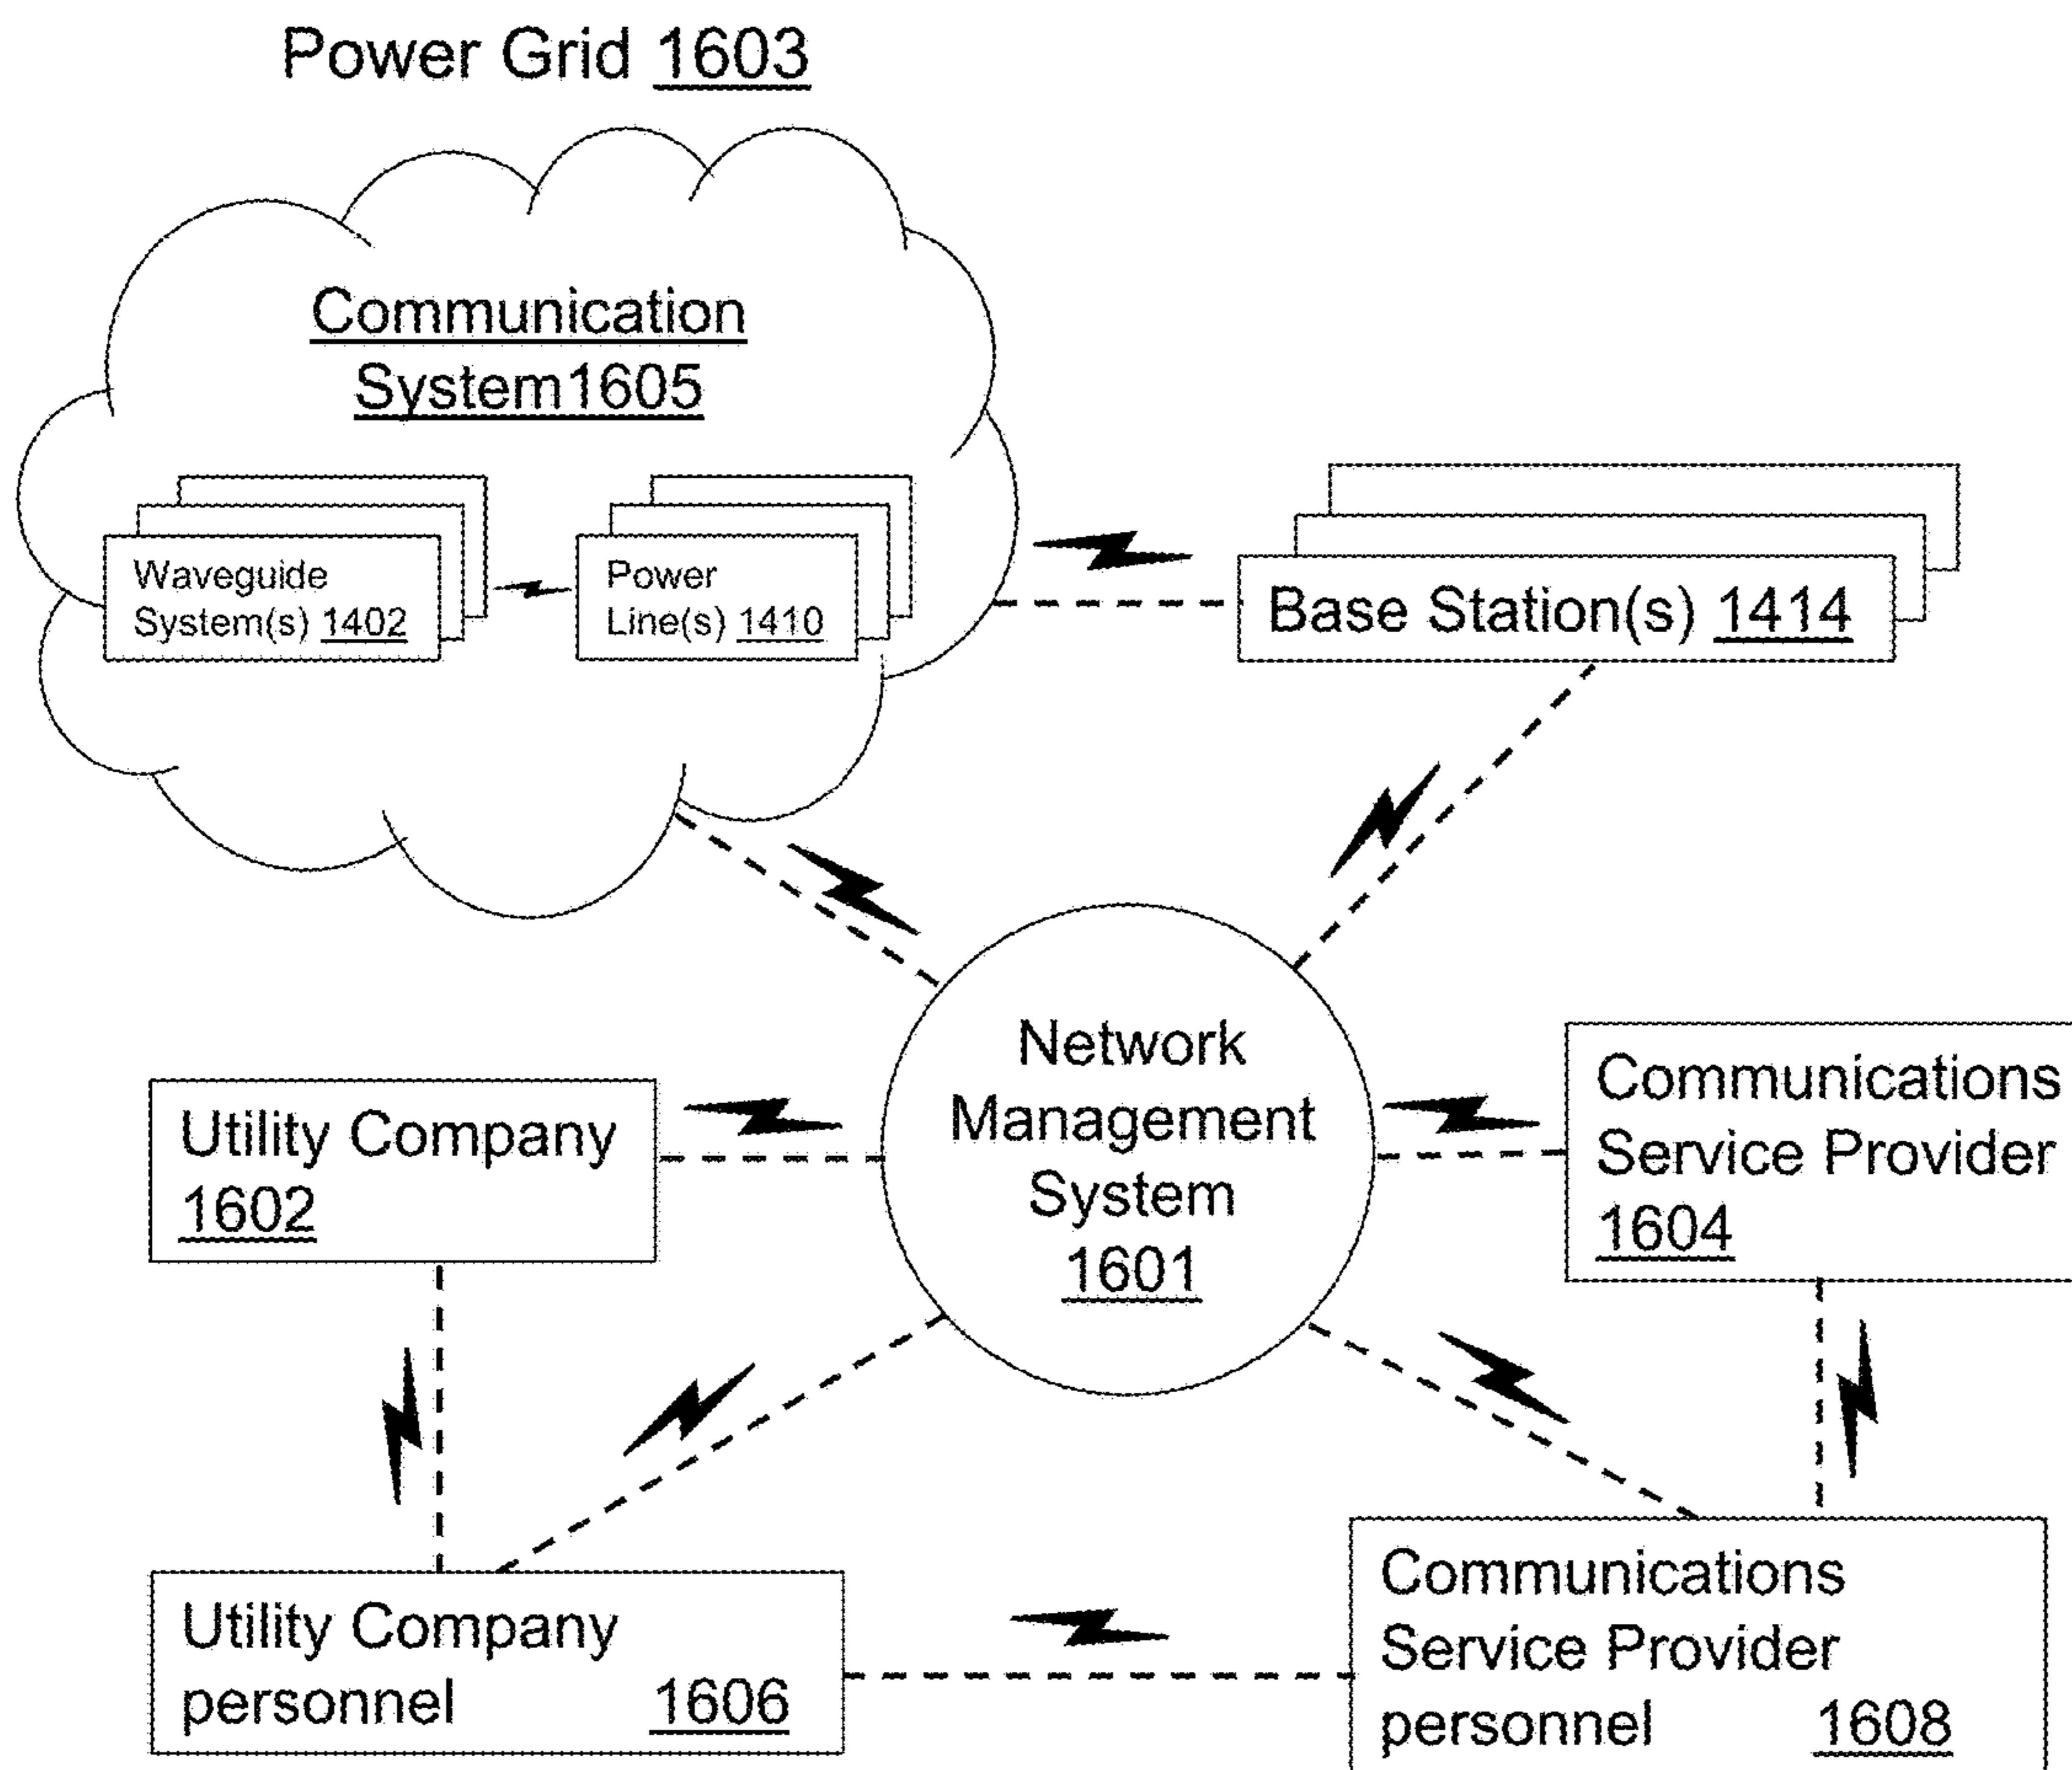 Power Grid 1603
Communication
System1605
Waveguide
System(s) 1402
Power
Line(s) 1410
Base Station(s) 1414
Network
Management
System
1601
Utility Company
1602
Communications
Service Provider
1604
Utility Company
personnel 1606
Communications
Service Provider
personnel 1608